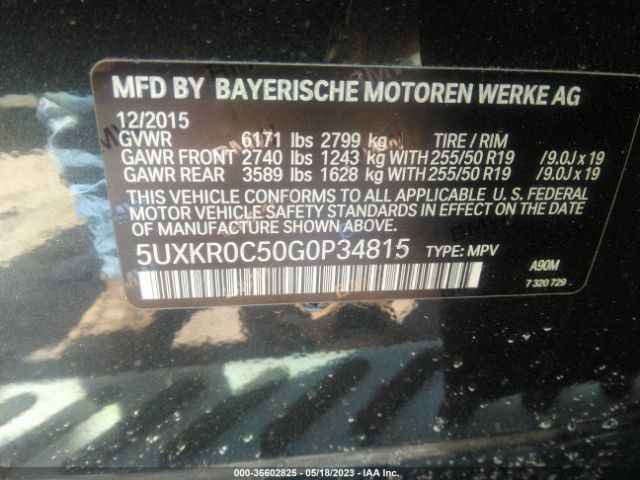 MFD BY BAYERISCHE MOTOREN WERKE AG
12/2015
GVWR 6171 lbs 2799 kg TIRE / RIM
GAWR FRONT 2740 lbs 1243 kg WITH 255/50 R19 /9.0J x 19
GAWR REAR 3589 lbs 1628 kg WITH 255/50 R19 /9.0J x 19
THIS VEHICLE CONFORMS TO ALL APPLICABLE U. S. FEDERAL
MOTOR VEHICLE SAFETY STANDARDS IN EFFECT ON THE DATE
OF MANUFACTURE SHOWN ABOVE.
5UXKR0C50G0P34815 TYPE: MPV
A90M
7 320 729
000-36602825 - 05/18/2023 - IAA Inc.